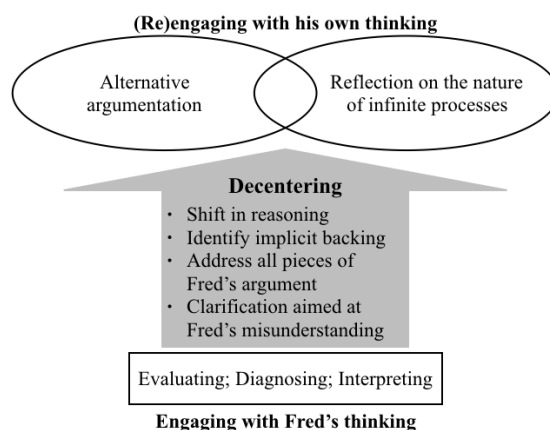 (Re)engaging with his own thinking
Alternative
argumentation
Reflection on the nature
of infinite processes
Decentering
· Shift in reasoning
· Identify implicit backing
· Address all pieces of
Fred's argument
· Clarification aimed at
Fred's misunderstanding
Evaluating; Diagnosing; Interpreting
Engaging with Fred's thinking